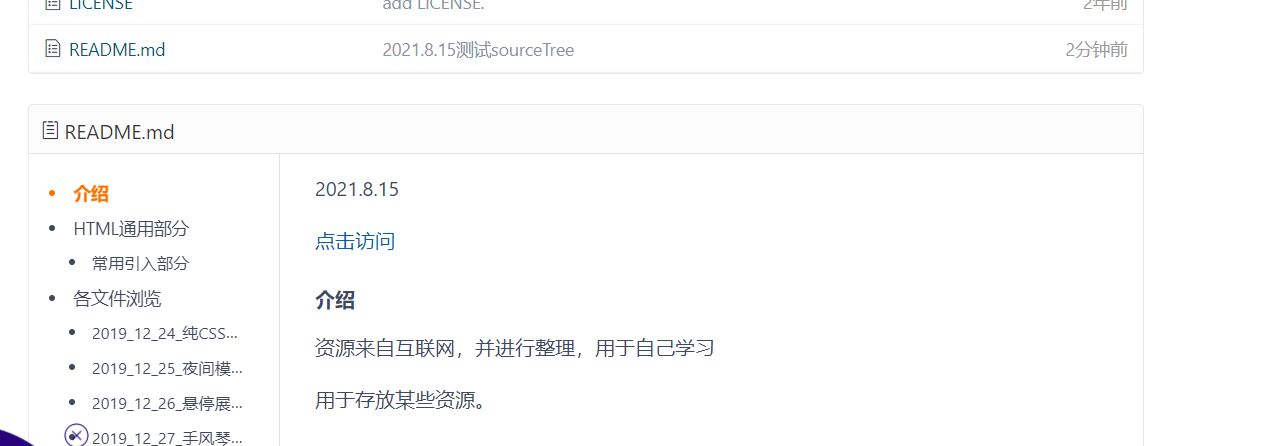 LICENSE add LICENSE. 2年前
README.md 2021.8.15测试sourceTree 2分钟前
README.md
介绍
HTML通用部分
常用引入部分
各文件浏览
2019_12_24_纯CSS...
2019_12_25_夜间模...
2019_12_26_悬停展...
2019_12_27_手风琴...
2021.8.15
点击访问
介绍
资源来自互联网，并进行整理，用于自己学习
用于存放某些资源。